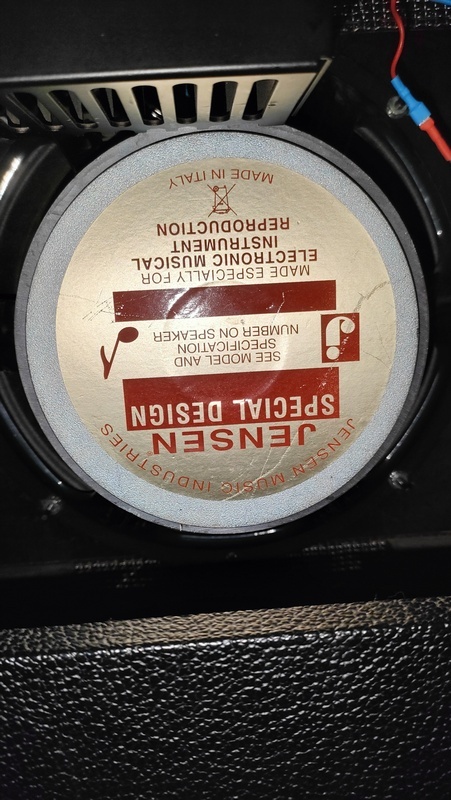 JENSEN MUSIC INDUSTRIES
JENSEN
SPECIAL DESIGN
SEE MODEL AND
SPECIFICATION
NUMBER ON SPEAKER
MADE ESPECIALLY FOR
ELECTRONIC MUSICAL
INSTRUMENT
REPRODUCTION
MADE IN ITALY